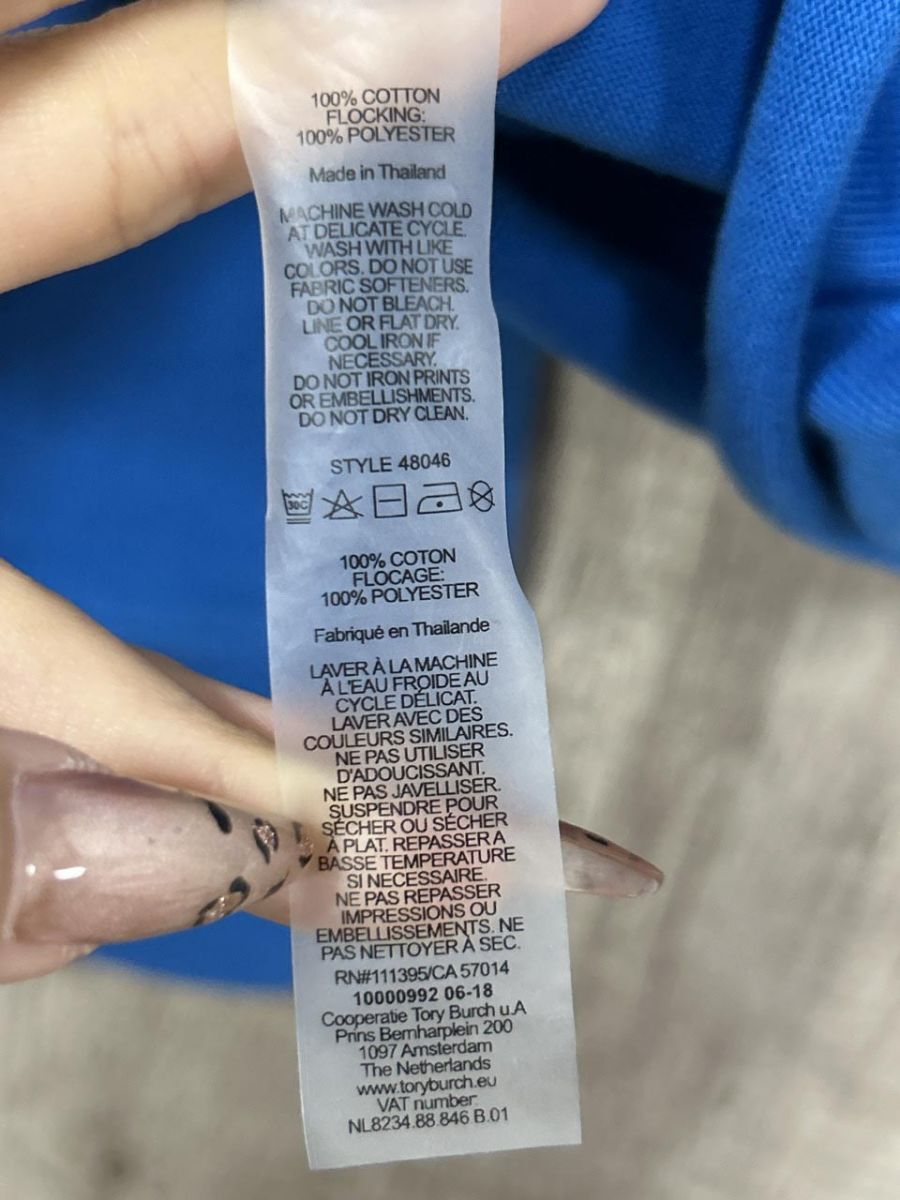 100% COTTON
FLOCKING:
100% POLYESTER
Made in Thailand
MACHINE WASH COLD
AT DELICATE CYCLE.
WASH WITH LIKE
COLORS. DO NOT USE
FABRIC SOFTENERS.
DO NOT BLEACH.
LINE OR FLAT DRY.
COOL IRON IF
NECESSARY.
DO NOT IRON PRINTS
OR EMBELLISHMENTS.
DO NOT DRY CLEAN.
STYLE 48046
30C
100% COTON
FLOCAGE:
100% POLYESTER
Fabriqué en Thaïlande
LAVER À LA MACHINE
À L'EAU FROIDE AU
CYCLE DÉLICAT.
LAVER AVEC DES
COULEURS SIMILAIRES.
NE PAS UTILISER
D'ADOUCISSANT.
NE PAS JAVELLISER.
SUSPENDRE POUR
SÉCHER OU SÉCHER
À PLAT. REPASSER A
BASSE TEMPERATURE
SI NECESSAIRE.
NE PAS REPASSER
IMPRESSIONS OU
EMBELLISSEMENTS. NE
PAS NETTOYER À SEC.
RN#111395/CA 57014
10000992 06-18
Cooperatie Tory Burch u.A
Prins Bernharplein 200
1097 Amsterdam
The Netherlands
www.toryburch.eu
VAT number:
NL8234.88.846 B.01